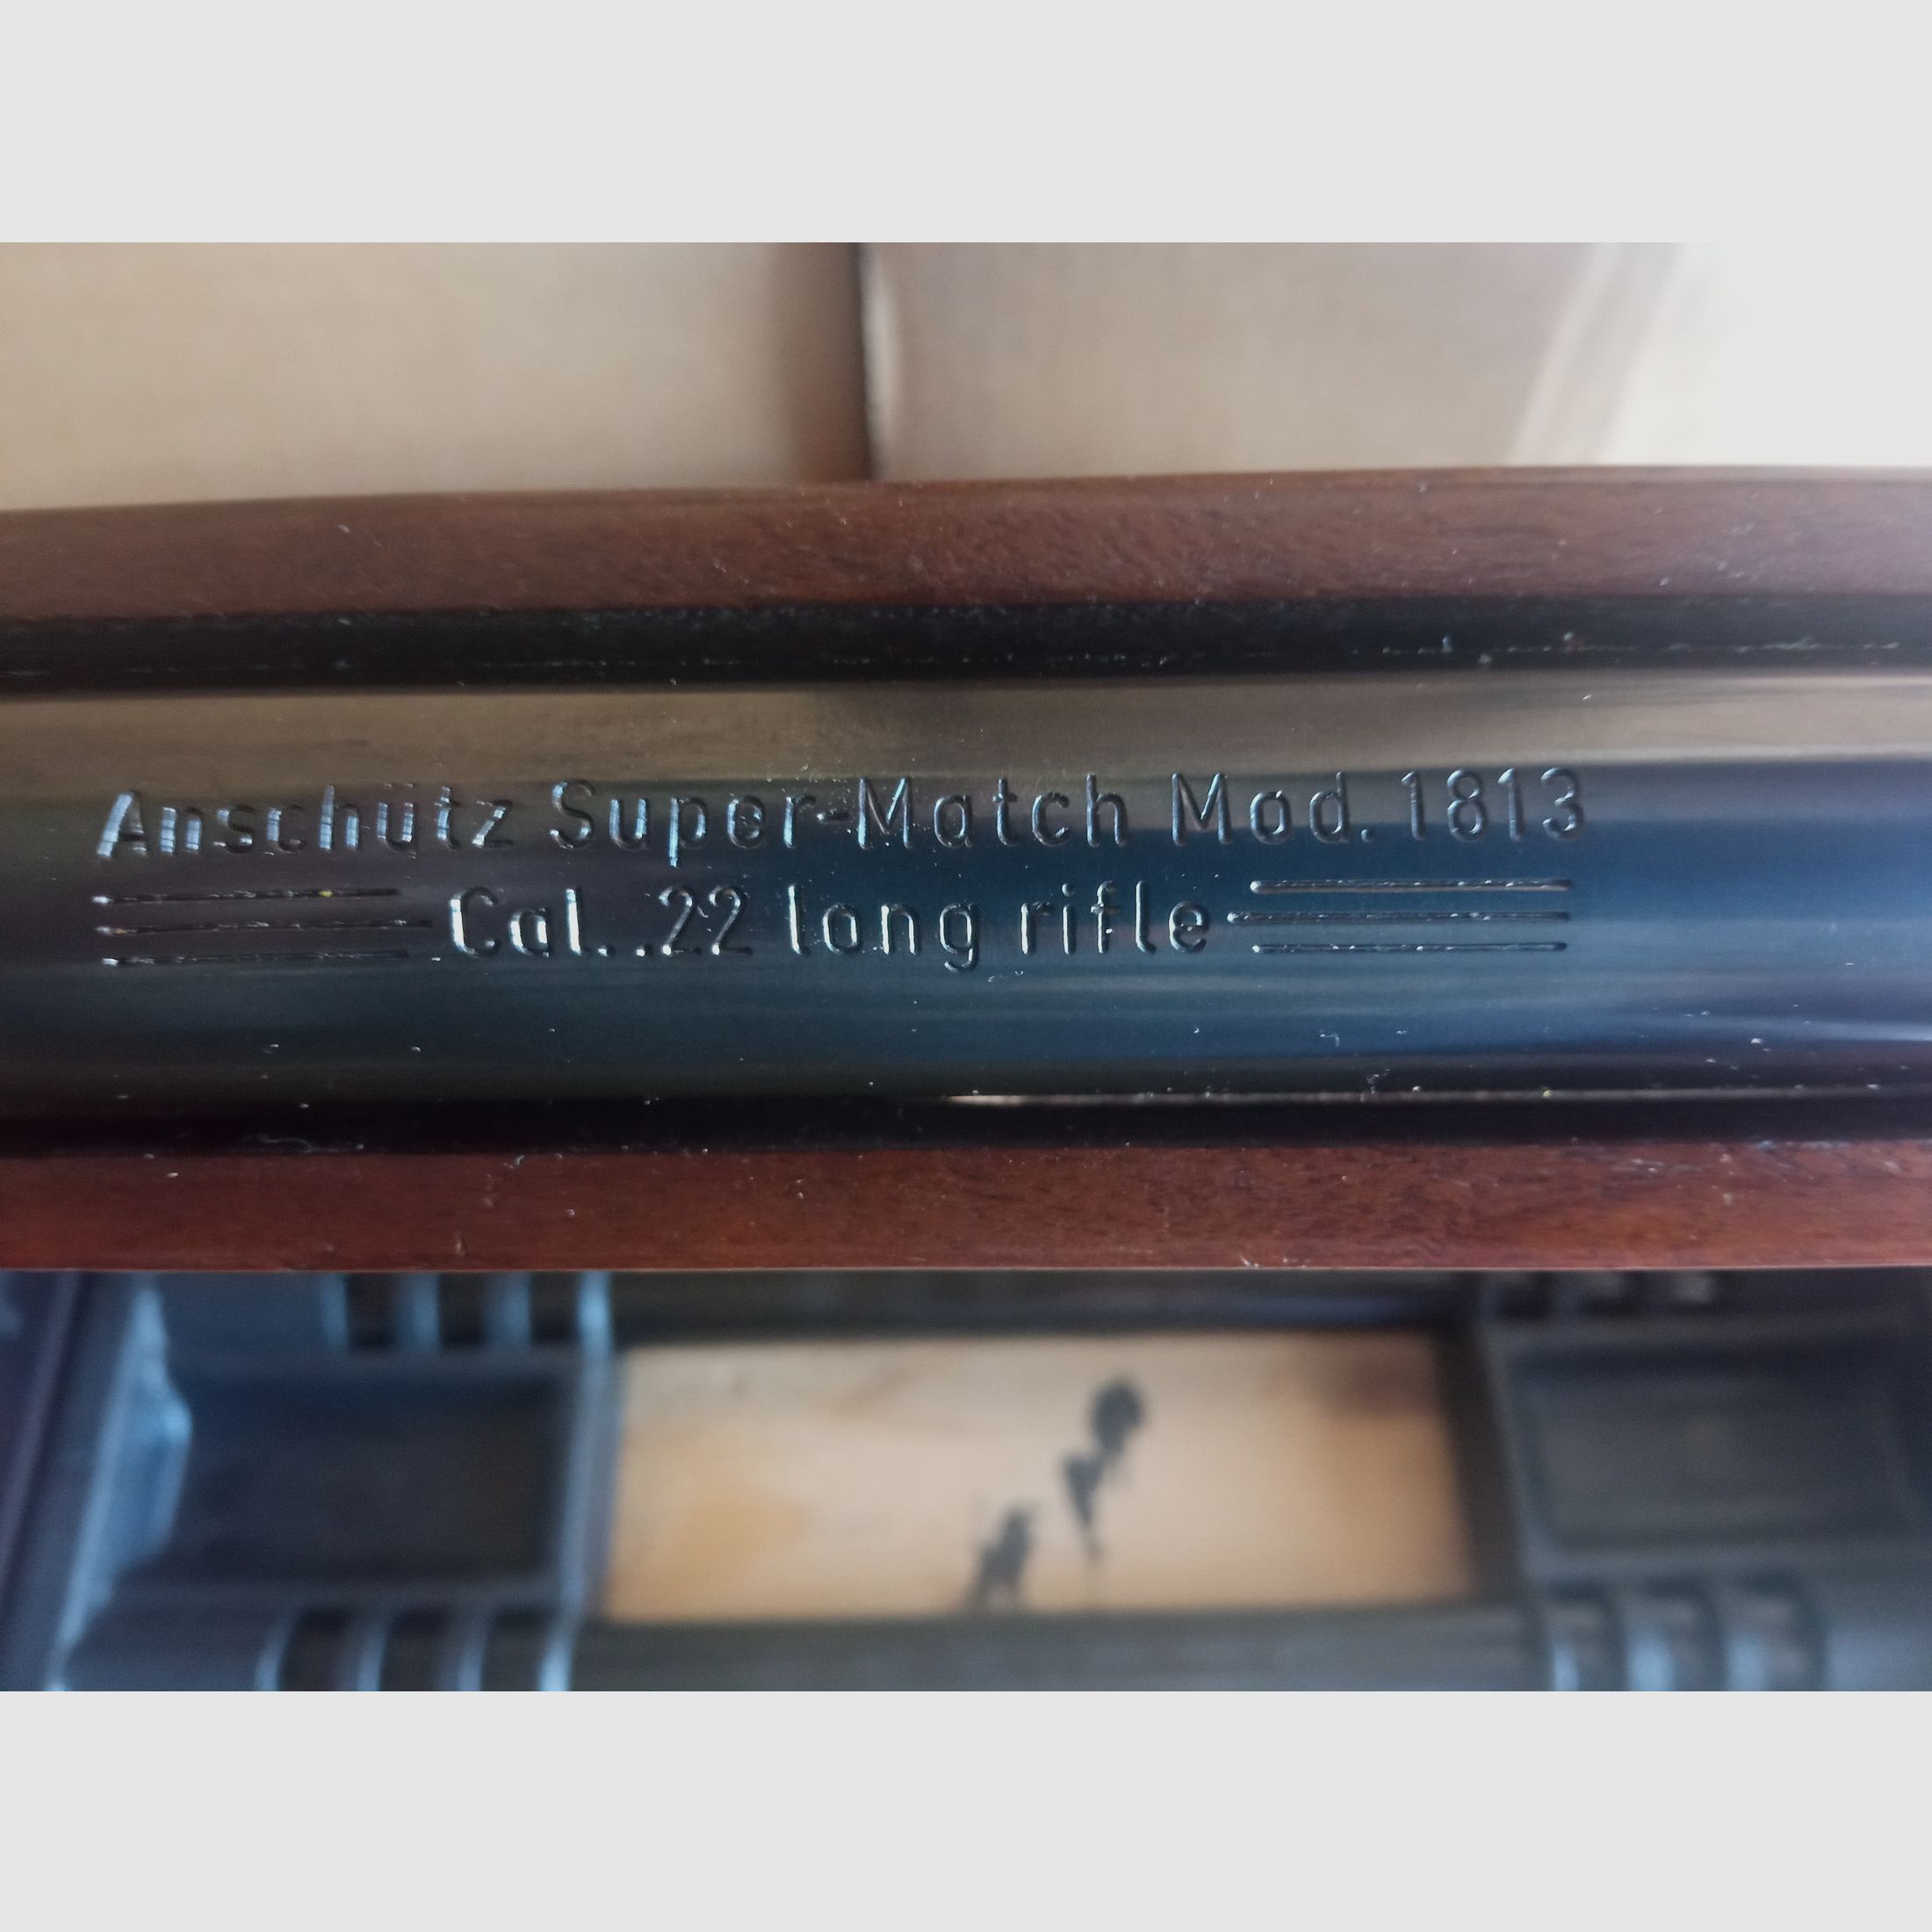 Anschütz Super-Match Mod. 1813
Cal. .22 long rifle